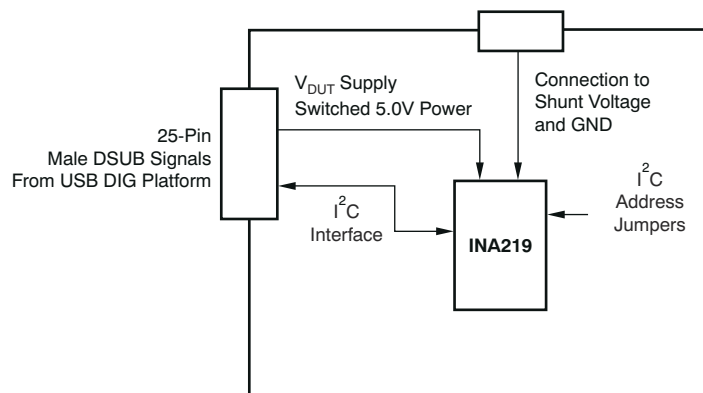 V_DUT Supply
Switched 5.0V Power
Connection to
Shunt Voltage
and GND
25-Pin
Male DSUB Signals
From USB DIG Platform
I²C
Interface
INA219
I²C
Address
Jumpers